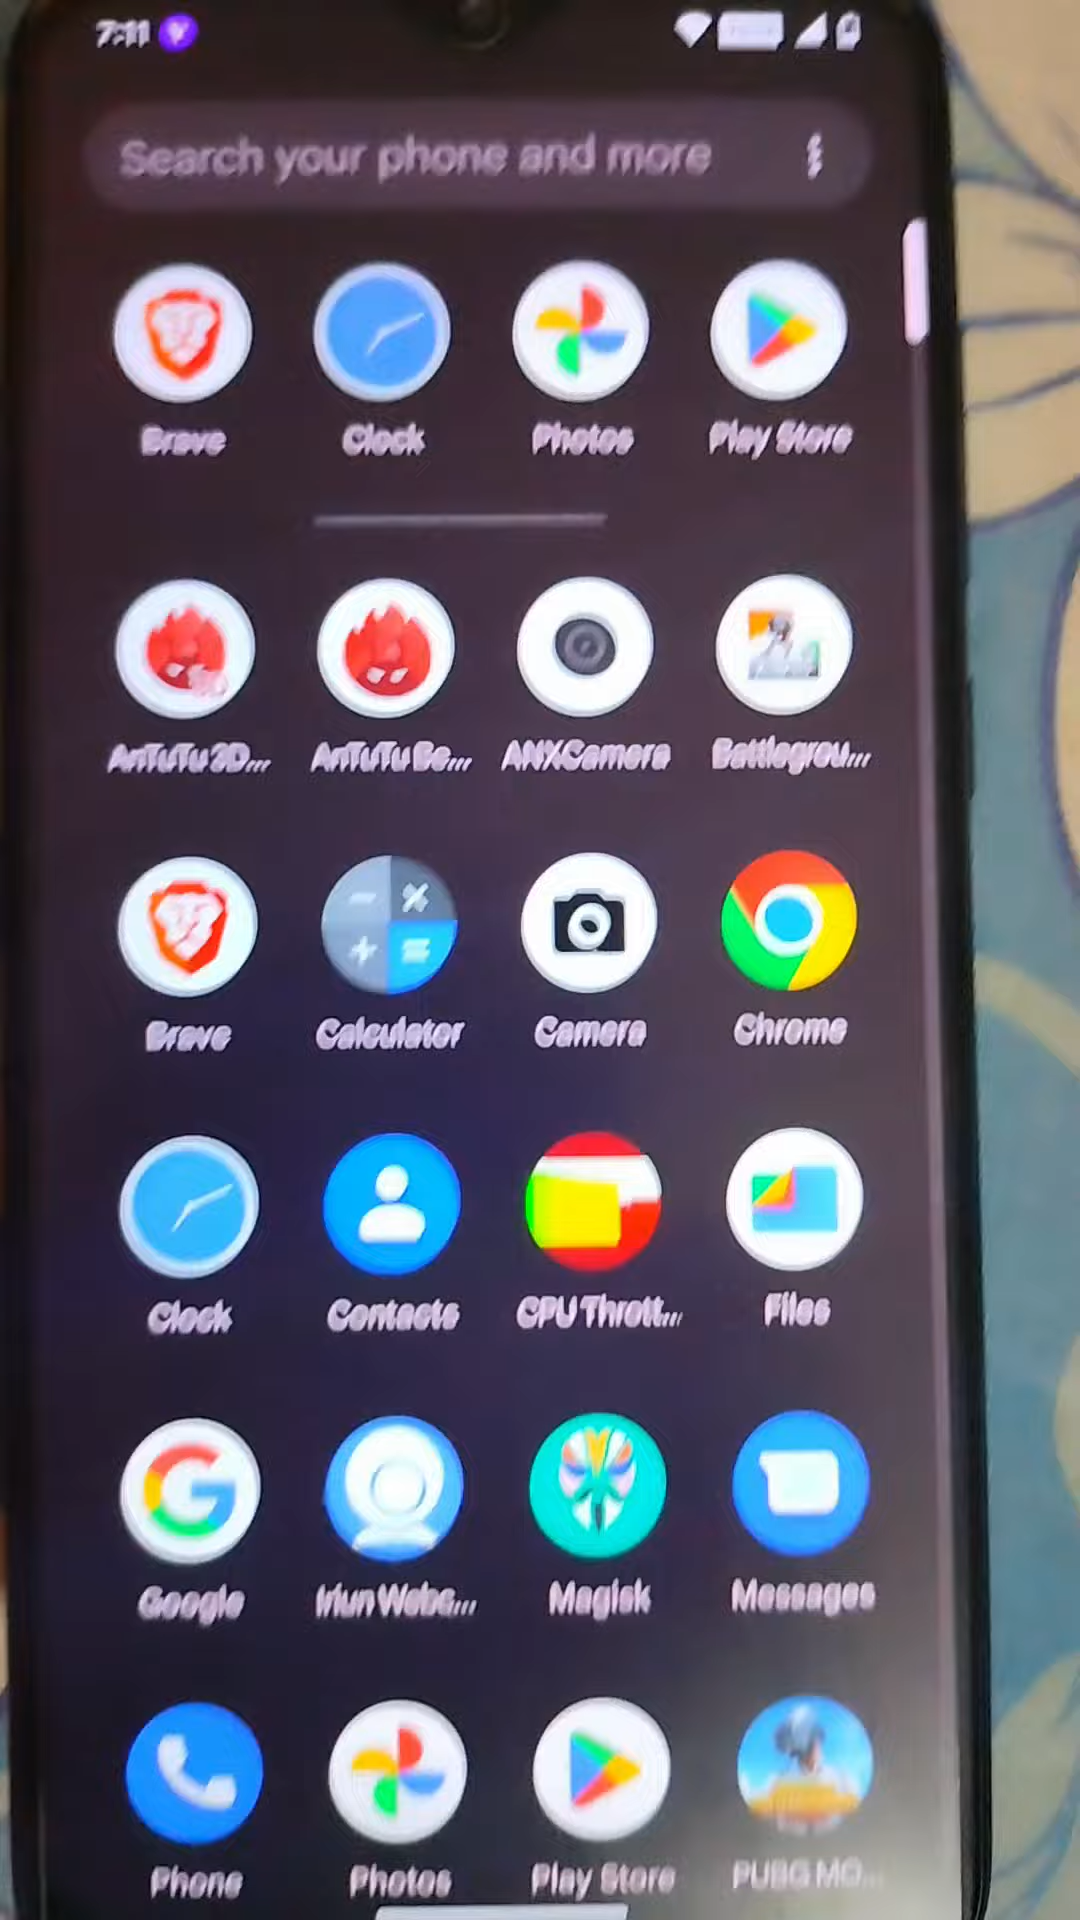 7:11
Search your phone and more
Brave Clock Photos Play Store
AnTuTu 3D... AnTuTu Be... ANXCamera Battlegrou...
Brave Calculator Camera Chrome
Clock Contacts CPU Thrott... Files
Google Iriun Webc... Magisk Messages
Phone Photos Play Store PUBG MO...